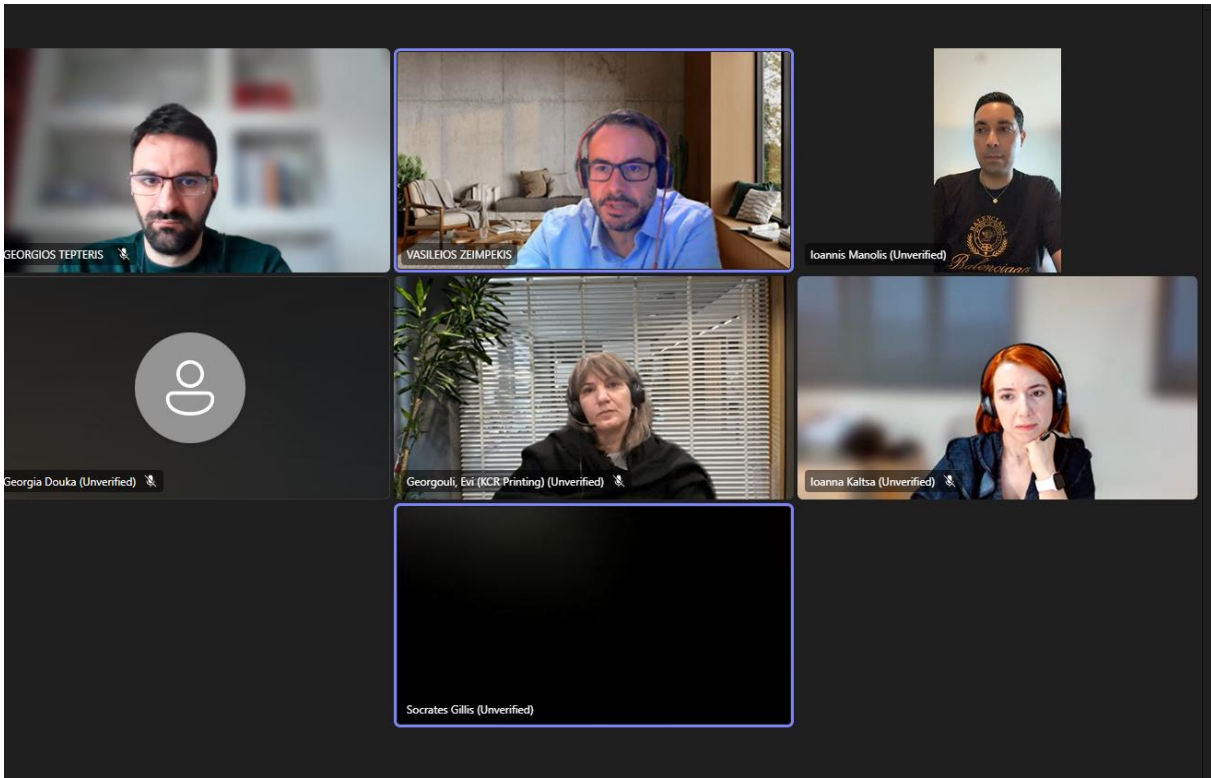 GEORGIOS TEPTERIS
VASILEIOS ZEIMPEKIS
Ioannis Manolis (Unverified)
BALENCIAGA
Balenciaga
Georgia Douka (Unverified)
Georgouli, Evi (KCR Printing) (Unverified)
Ioanna Kaltsa (Unverified)
Socrates Gillis (Unverified)